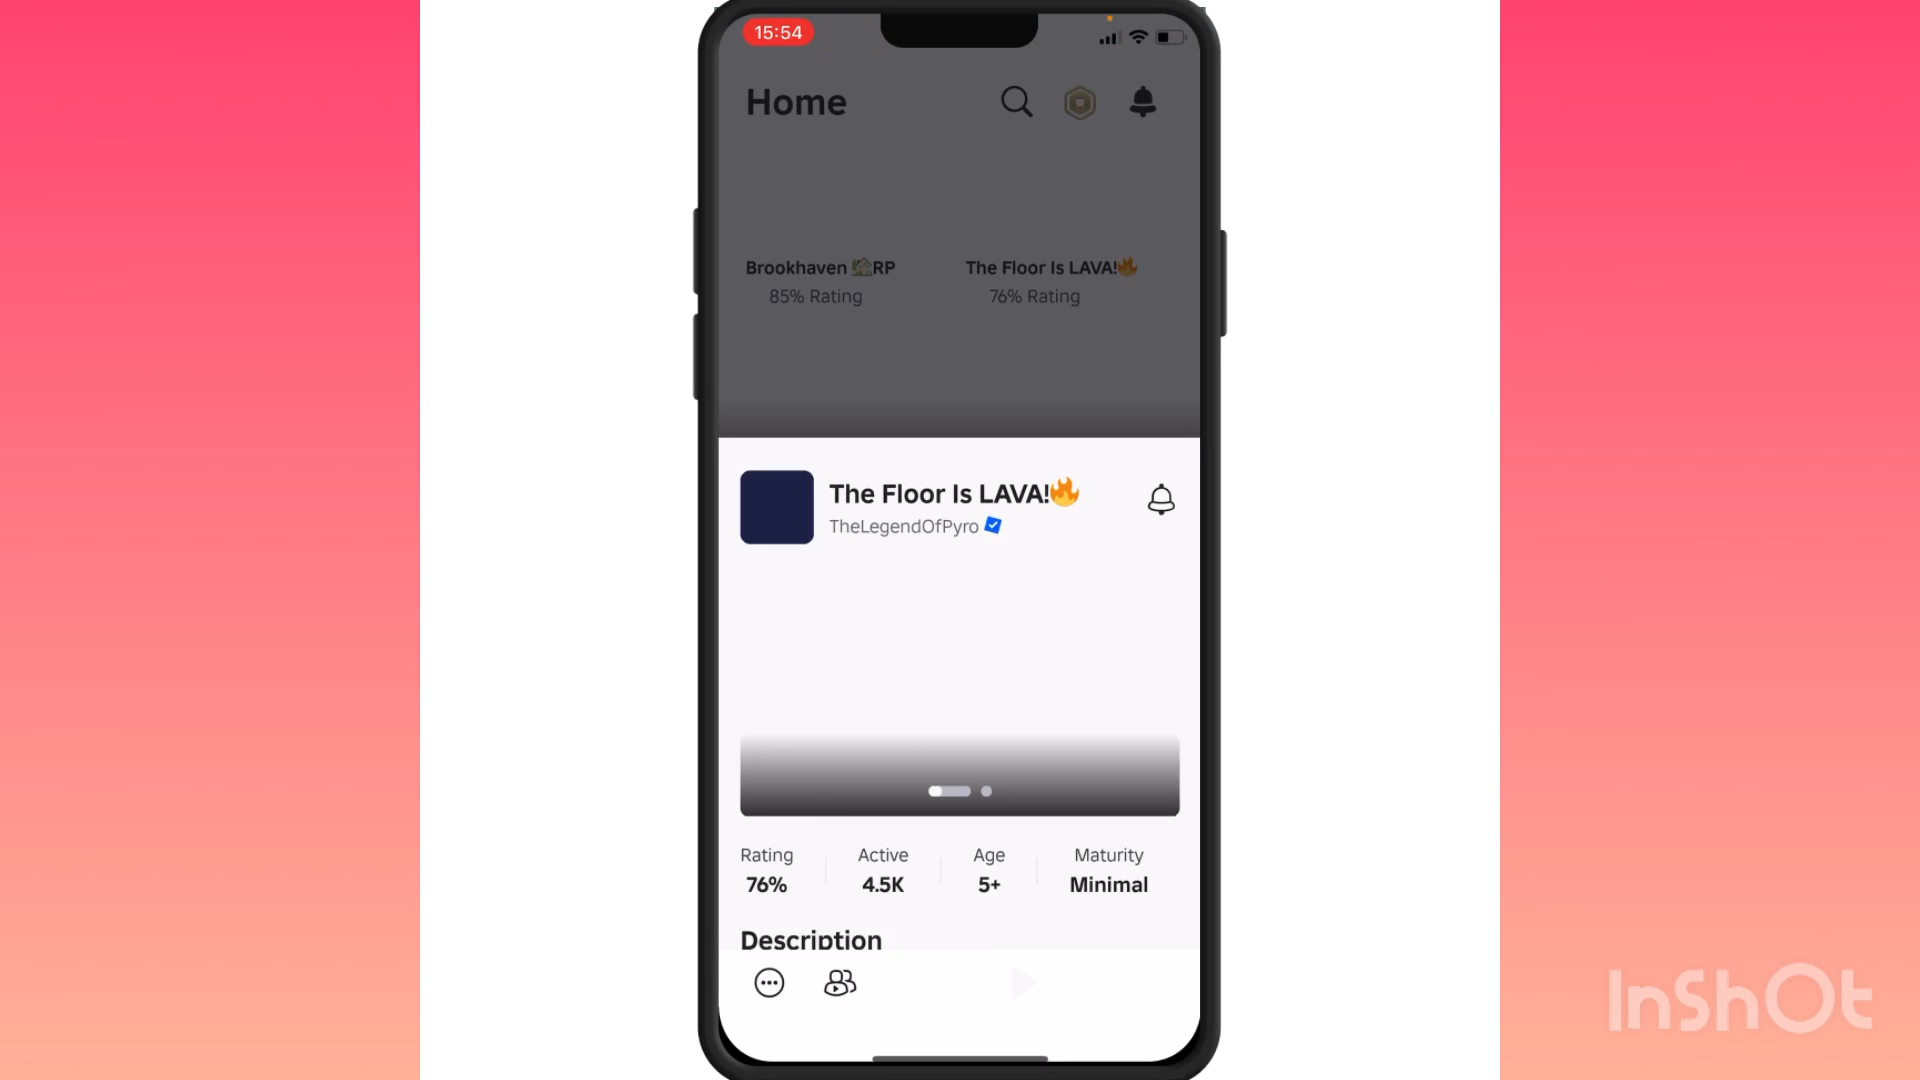 15:54
Home
Brookhaven 🏡RP
The Floor Is LAVA!🔥
85% Rating
76% Rating
The Floor Is LAVA!🔥
TheLegendOfPyro
Rating
Active
Age
Maturity
76%
4.5K
5+
Minimal
Description
InShOt